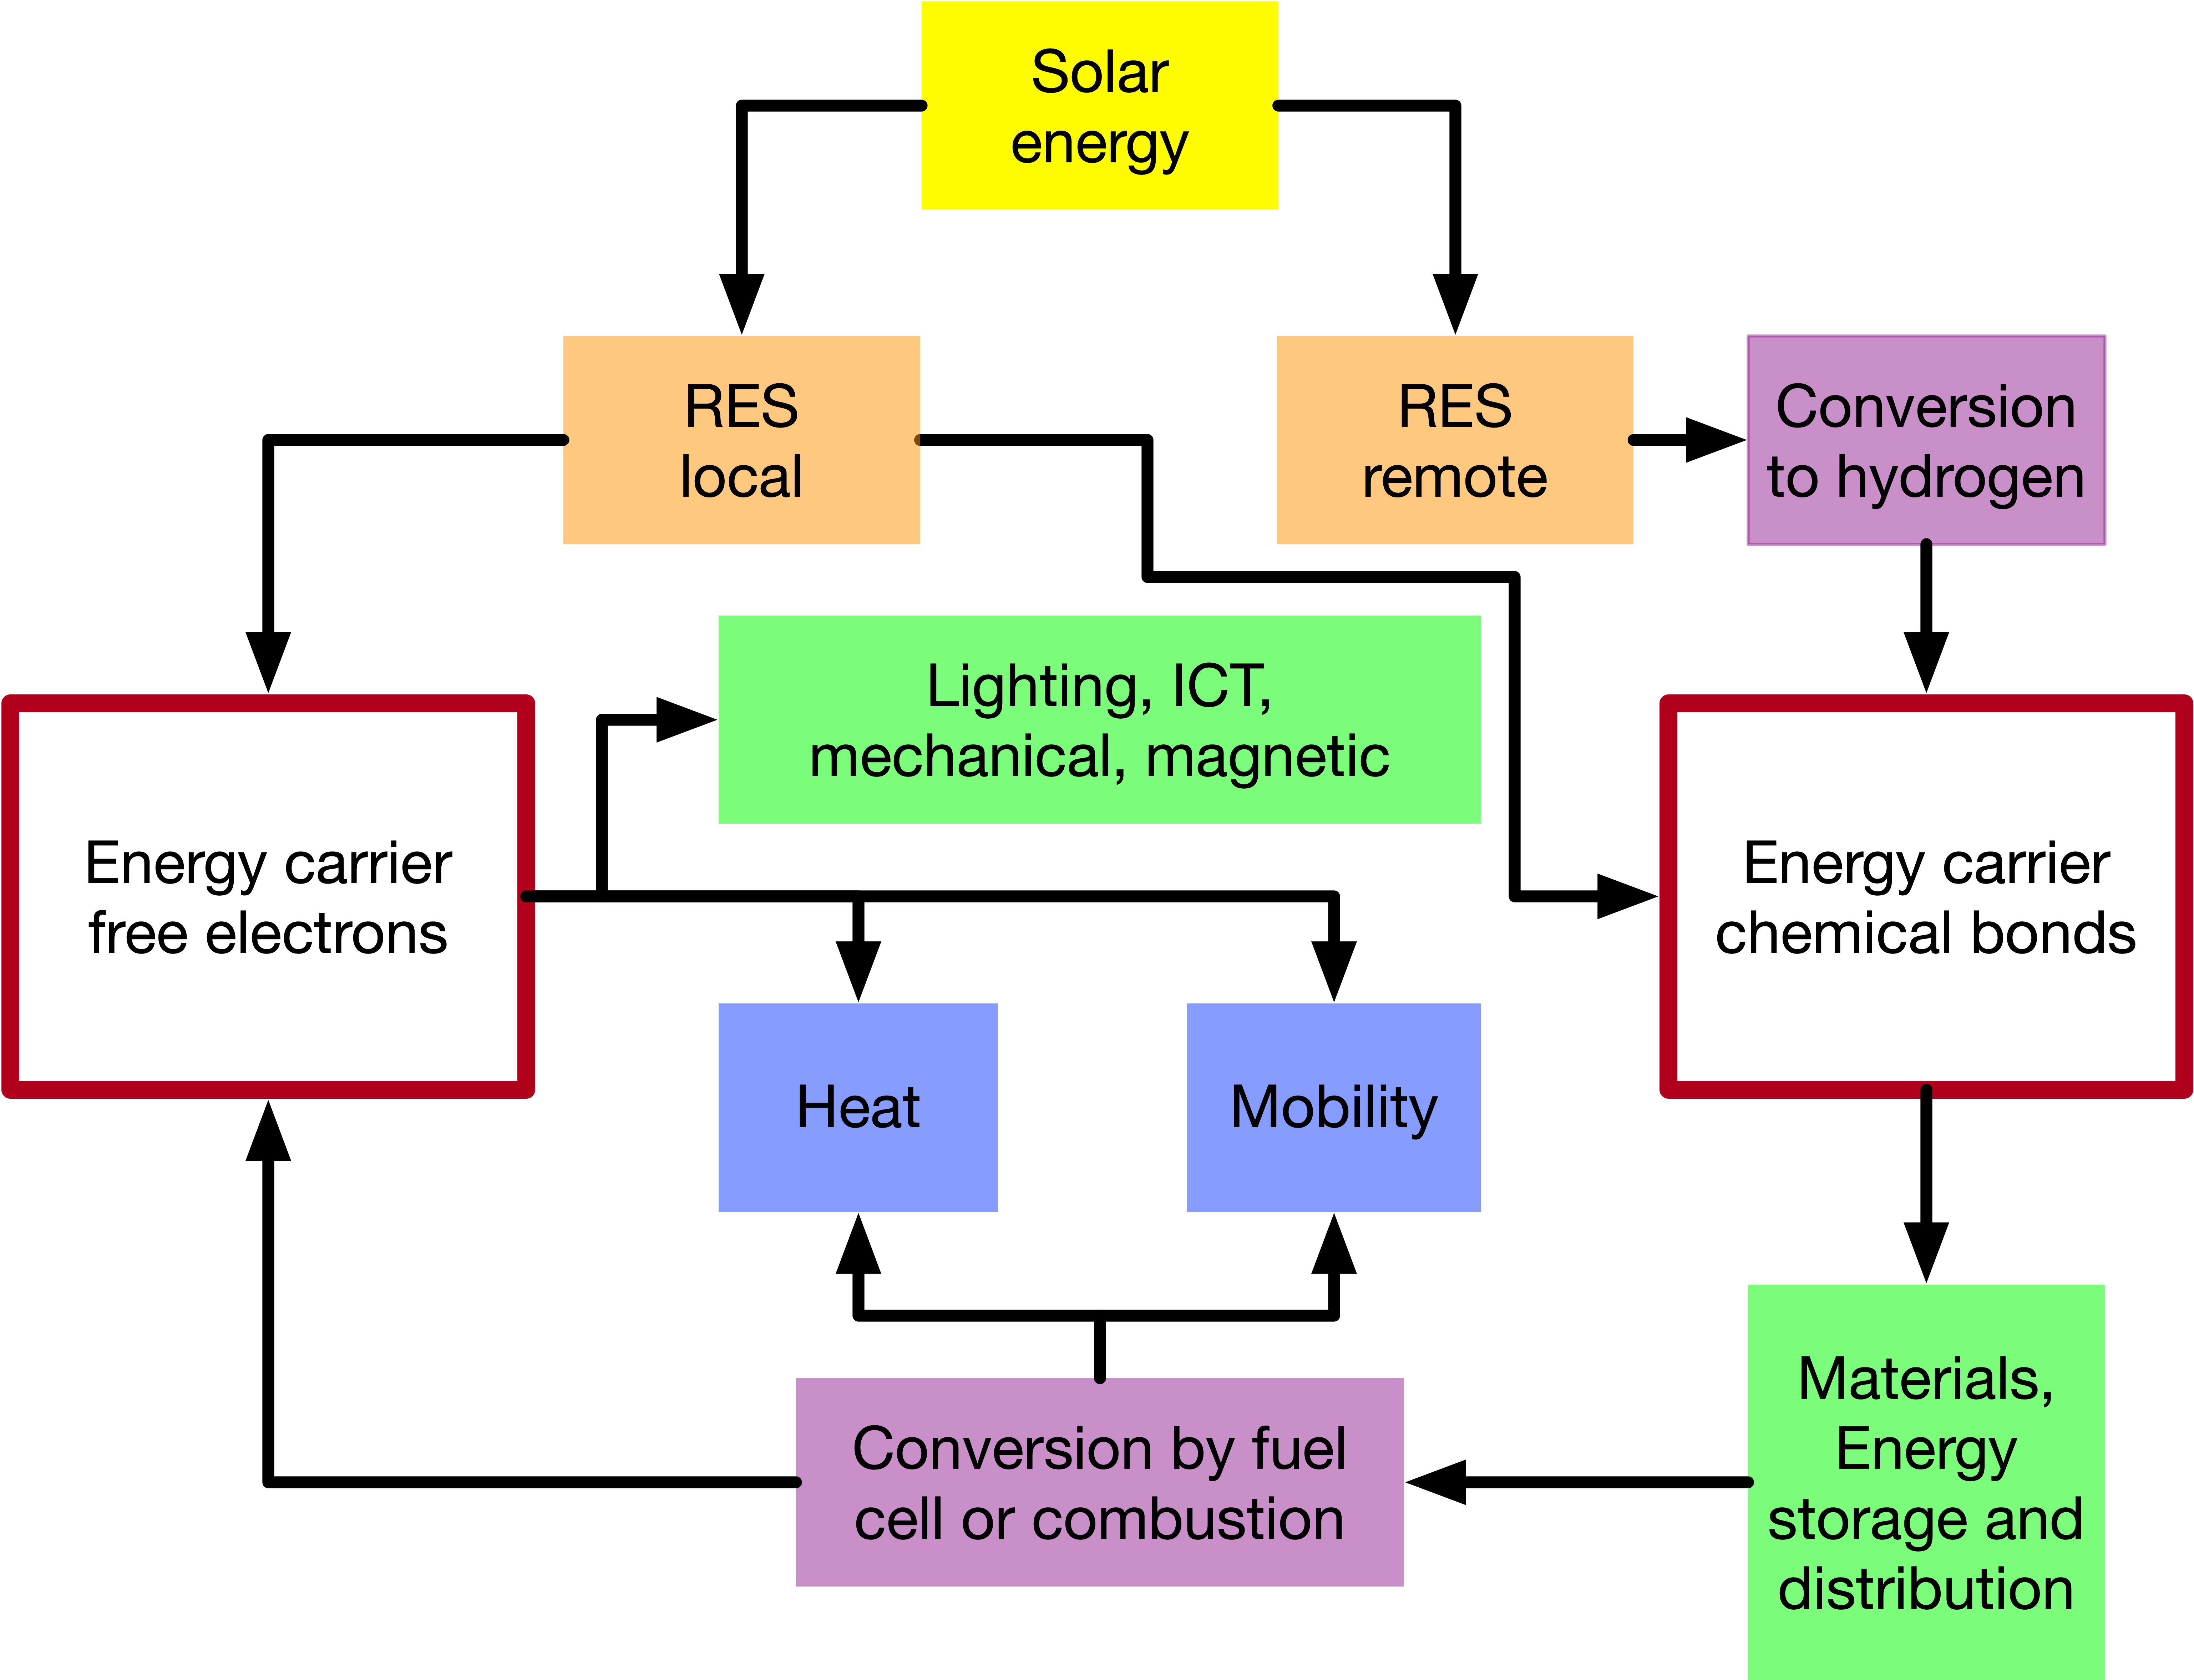 Solar
energy
RES
local
RES
remote
Conversion
to hydrogen
Lighting, ICT,
mechanical, magnetic
Energy carrier
free electrons
Energy carrier
chemical bonds
Heat
Mobility
Conversion by fuel
cell or combustion
Materials,
Energy
storage and
distribution